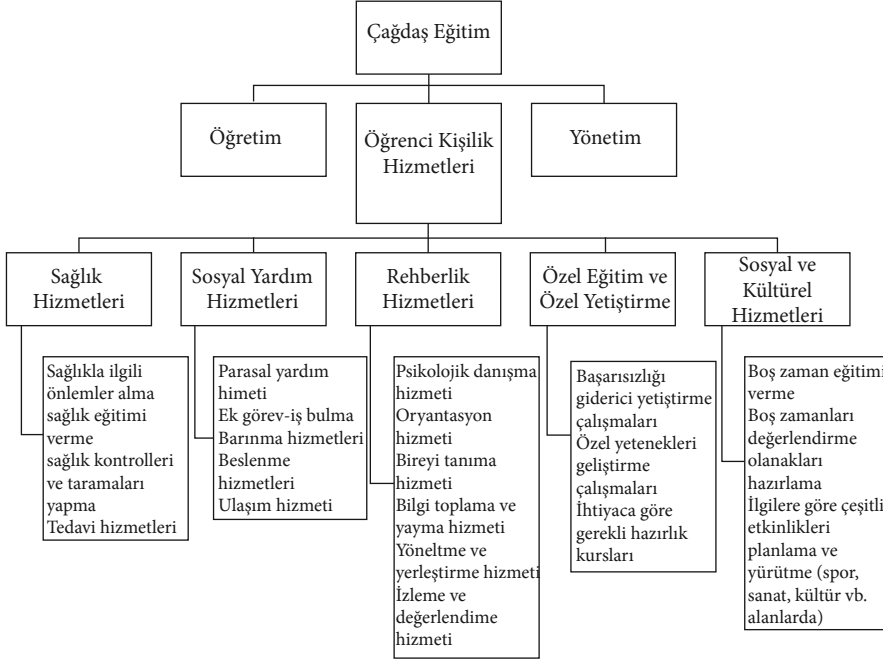 Çağdaş Eğitim
Öğretim
Öğrenci Kişilik
Hizmetleri
Yönetim
Sağlık
Hizmetleri
Sosyal Yardım
Hizmetleri
Rehberlik
Hizmetleri
Özel Eğitim ve
Özel Yetiştirme
Sosyal ve
Kültürel
Hizmetleri
Sağlıkla ilgili
önlemler alma
sağlık eğitimi
verme
sağlık kontrolleri
ve taramaları
yapma
Tedavi hizmetleri
Parasal yardım
himeti
Ek görev-iş bulma
Barınma hizmetleri
Beslenme
hizmetleri
Ulaşım hizmeti
Psikolojik danışma
hizmeti
Oryantasyon
hizmeti
Bireyi tanıma
hizmeti
Bilgi toplama ve
yayma hizmeti
Yöneltme ve
yerleştirme hizmeti
İzleme ve
değerlendime
hizmeti
Başarısızlığı
giderici yetiştirme
çalışmaları
Özel yetenekleri
geliştirme
çalışmaları
İhtiyaca göre
gerekli hazırlık
kursları
Boş zaman eğitimi
verme
Boş zamanları
değerlendirme
olanakları
hazırlama
İlgilere göre çeşitli
etkinlikleri
planlama ve
yürütme (spor,
sanat, kültür vb.
alanlarda)